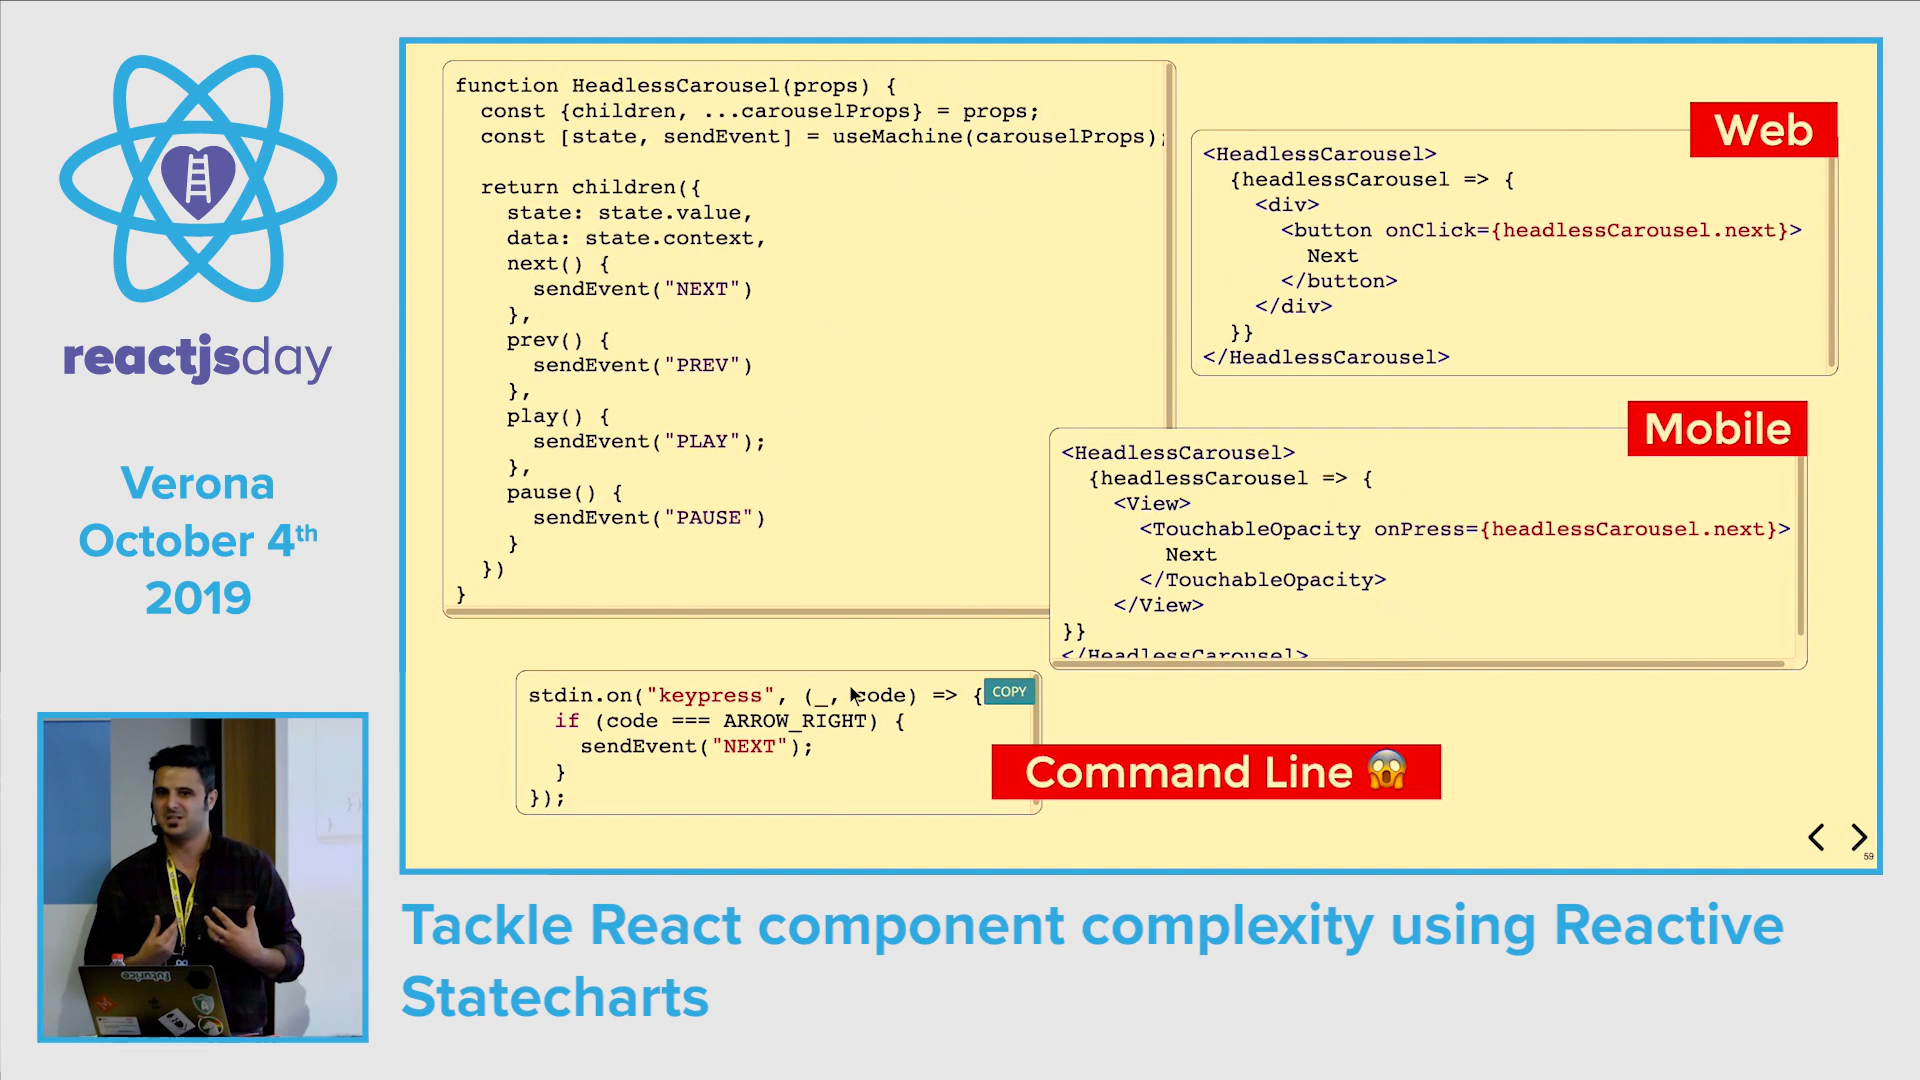 reactjsday
Verona
October 4th
2019
function HeadlessCarousel(props) {
const {children, ...carouselProps} = props;
const [state, sendEvent] = useMachine(carouselProps);
return children({
state: state.value,
data: state.context,
next() {
sendEvent("NEXT")
},
prev() {
sendEvent("PREV")
},
play() {
sendEvent("PLAY");
},
pause() {
sendEvent("PAUSE")
}
})
}
Web
<HeadlessCarousel>
{headlessCarousel => {
<div>
<button onClick={headlessCarousel.next}>
Next
</button>
</div>
}}
</HeadlessCarousel>
Mobile
<HeadlessCarousel>
{headlessCarousel => {
<View>
<TouchableOpacity onPress={headlessCarousel.next}>
Next
</TouchableOpacity>
</View>
}}
</HeadlessCarousel>
stdin.on("keypress", (_, code) => {
COPY
if (code === ARROW_RIGHT) {
sendEvent("NEXT");
}
});
Command Line 😱
59
futurice
Tackle React component complexity using Reactive
Statecharts